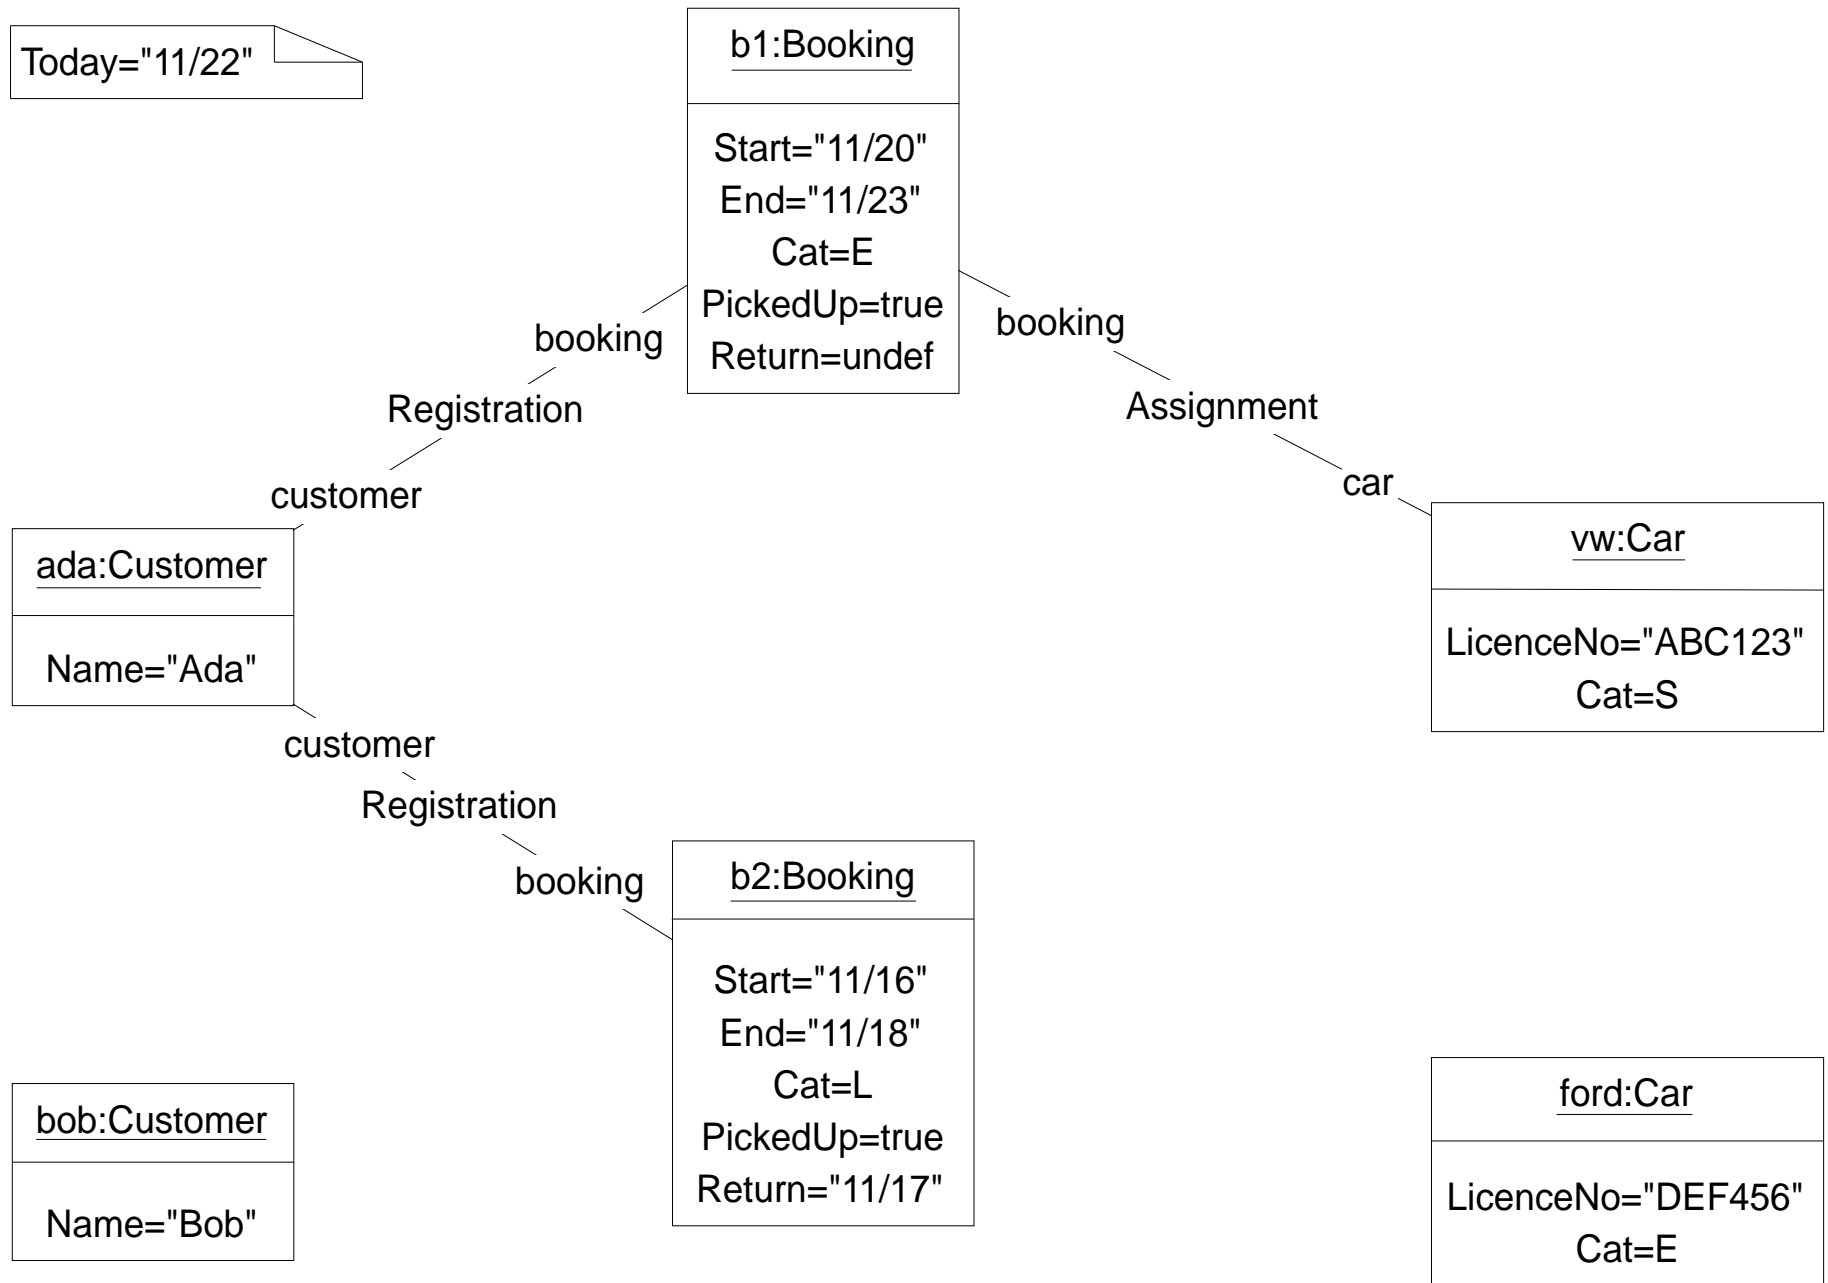 Today="11/22"
b1:Booking
Start="11/20"
End="11/23"
Cat=E
PickedUp=true
Return=undef
booking
booking
Registration
Assignment
customer
car
ada:Customer
Name="Ada"
vw:Car
LicenceNo="ABC123"
Cat=S
customer
Registration
booking
b2:Booking
Start="11/16"
End="11/18"
Cat=L
PickedUp=true
Return="11/17"
bob:Customer
Name="Bob"
ford:Car
LicenceNo="DEF456"
Cat=E